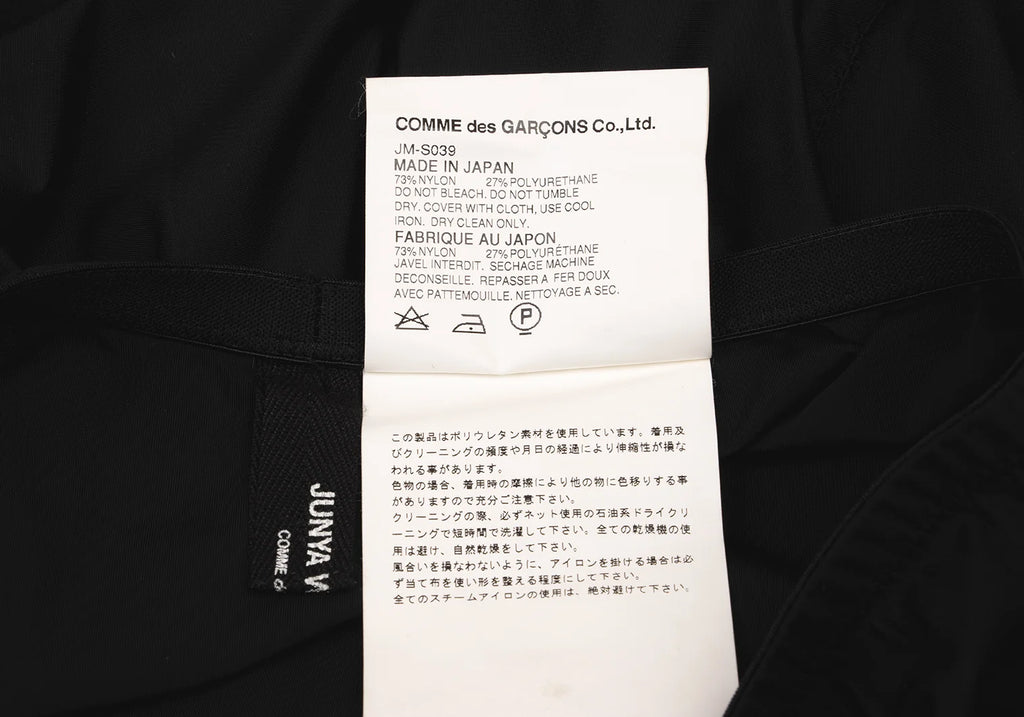 COMME des GARÇONS Co.,Ltd.
JM-S039
MADE IN JAPAN
73%NYLON 27%POLYURETHANE
DO NOT BLEACH. DO NOT TUMBLE
DRY. COVER WITH CLOTH, USE COOL
IRON. DRY CLEAN ONLY.
FABRIQUE AU JAPON
73%NYLON 27%POLYURÉTHANE
JAVEL INTERDIT. SECHAGE MACHINE
DECONSEILLE. REPASSER A FER DOUX
AVEC PATTEMOUILLE. NETTOYAGE A SEC.
P
この製品はポリウレタン素材を使用しています。着用及
びクリーニングの頻度や月日の経過により伸縮性が損な
われる事があります。
色物の場合、着用時の摩擦により他の物に色移りする事
がありますので充分ご注意下さい。
クリーニングの際、必ずネット使用の石油系ドライクリ
ーニングで短時間で洗濯して下さい。全ての乾燥機の使
用は避け、自然乾燥をして下さい。
風合いを損なわないように、アイロンを掛ける場合は必
ず当て布を使い形を整える程度にして下さい。
全てのスチームアイロンの使用は、絶対避けて下さい。
JUNYA W
COMME d